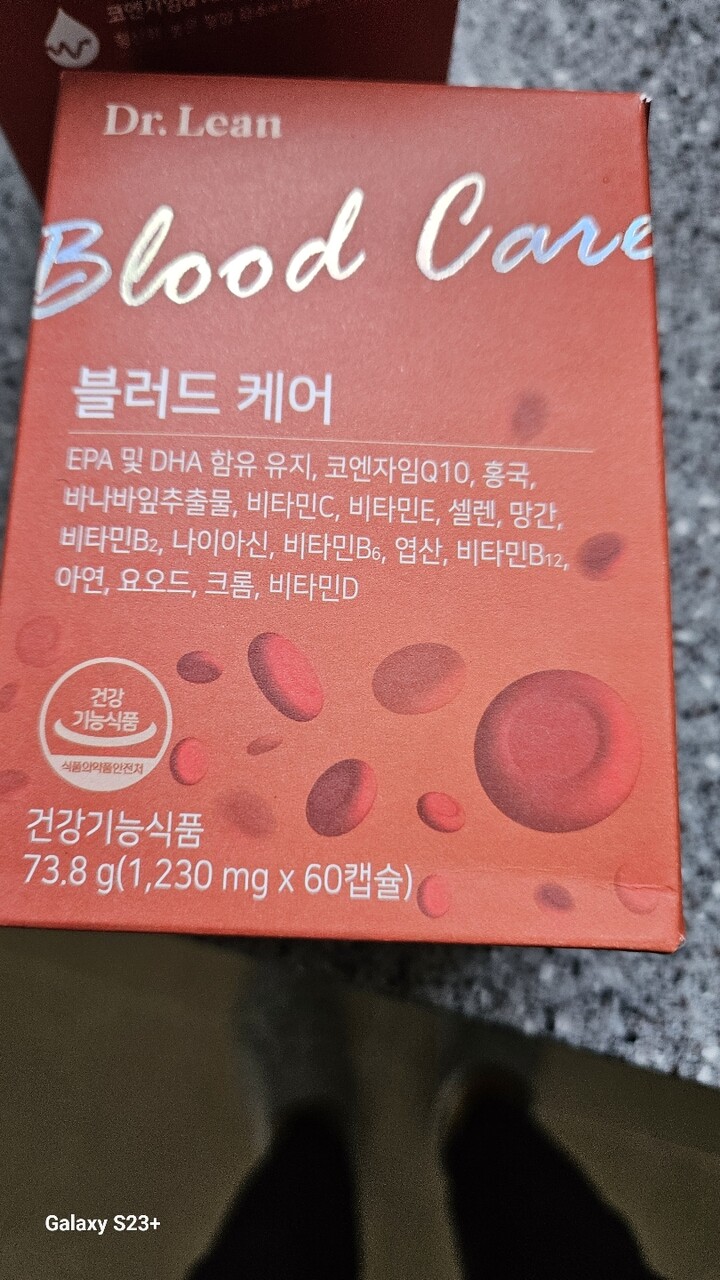 코엔자임Q
Dr. Lean
Blood Care
블러드 케어
EPA 및 DHA 함유 유지, 코엔자임Q10, 홍국,
바나바잎추출물, 비타민C, 비타민E, 셀렌, 망간,
비타민B₂, 나이아신, 비타민B₆, 엽산, 비타민B₁₂,
아연, 요오드, 크롬, 비타민D
건강
기능식품
식품의약품안전처
건강기능식품
73.8 g(1,230 mg x 60캡슐)
Galaxy S23+